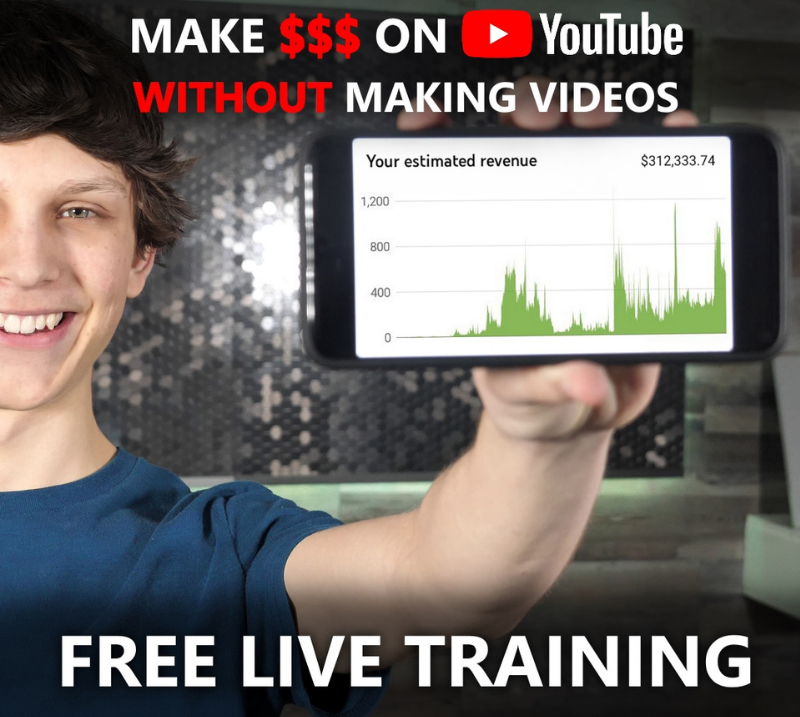 MAKE $$$ ON YouTube
WITHOUT MAKING VIDEOS
Your estimated revenue $312,333.74
1,200
800
400
0
FREE LIVE TRAINING